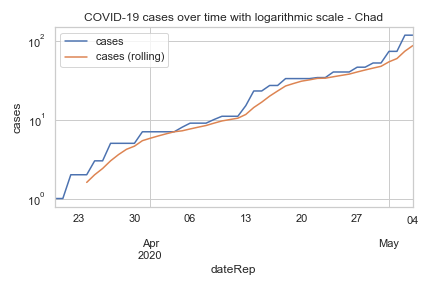 COVID-19 cases over time with logarithmic scale - Chad
cases
cases (rolling)
10²
10¹
10⁰
cases
23 30 06 13 20 27 04
Apr May
2020
dateRep